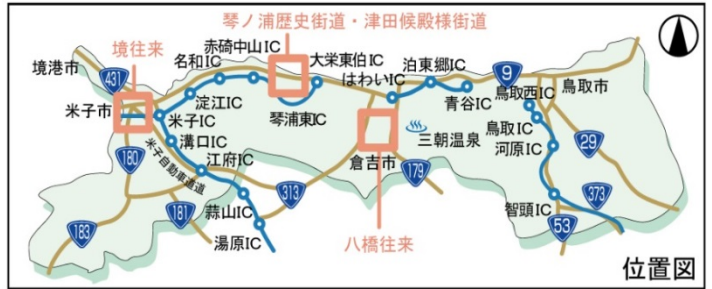 琴ノ浦歴史街道・津田候殿様街道
境往来
赤碕中山IC
名和IC
大栄東伯IC
泊東郷IC
はわいIC
境港市
431
9
鳥取西IC
鳥取市
米子市
淀江IC
青谷IC
米子IC
琴浦東IC
鳥取IC
三朝温泉
溝口IC
河原IC
29
180
米子自動車道道
江府IC
倉吉市
179
313
373
181
蒜山IC
智頭IC
183
湯原IC
八橋往来
53
位置図